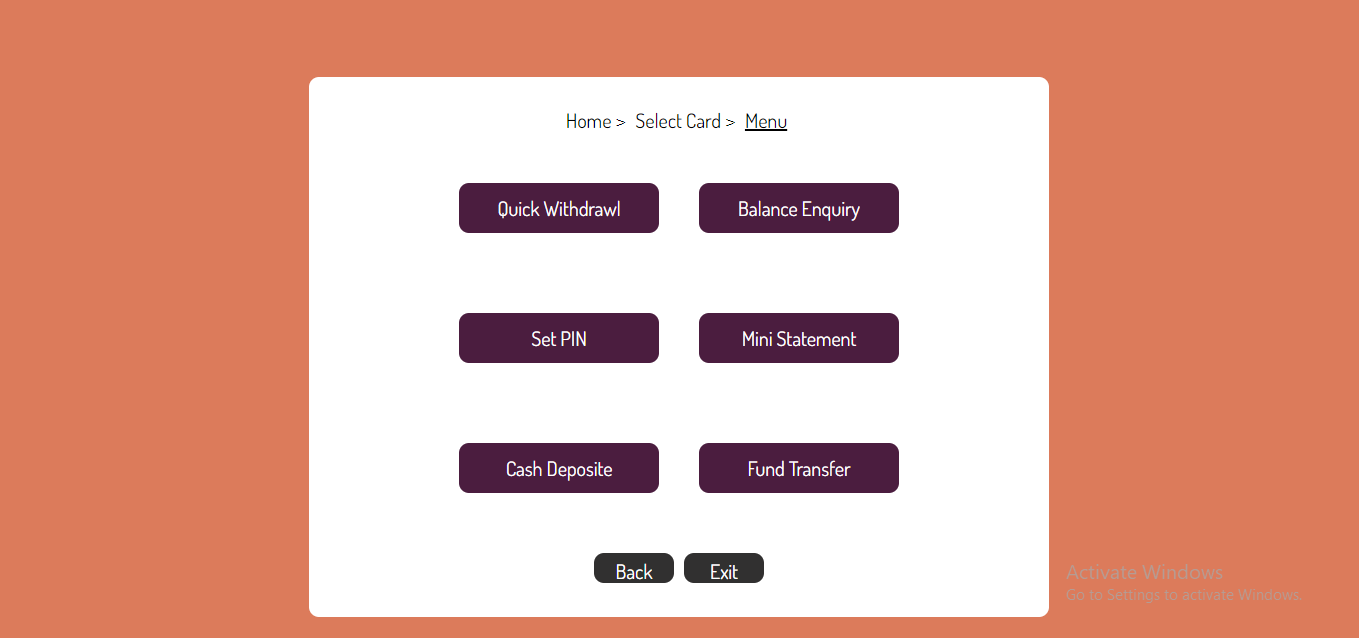 Home > Select Card > Menu
Quick Withdrawl Balance Enquiry
Set PIN Mini Statement
Cash Deposite Fund Transfer
Back Exit
Activate Windows
Go to Settings to activate Windows.